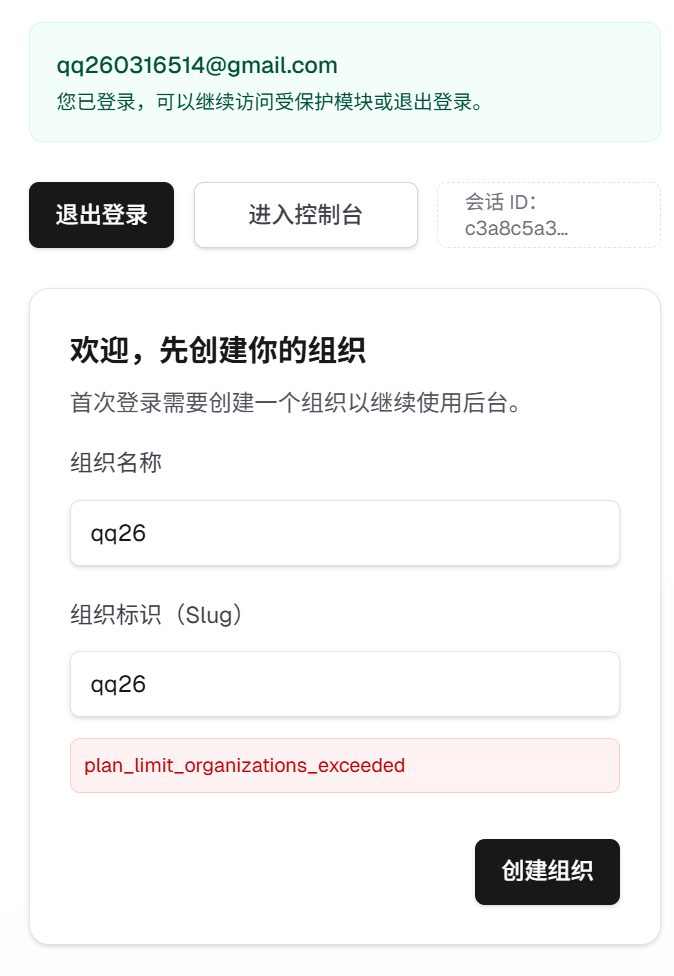 qq260316514@gmail.com
您已登录，可以继续访问受保护模块或退出登录。
退出登录
进入控制台
会话 ID：
c3a8c5a3…
欢迎，先创建你的组织
首次登录需要创建一个组织以继续使用后台。
组织名称
qq26
组织标识（Slug）
qq26
plan_limit_organizations_exceeded
创建组织